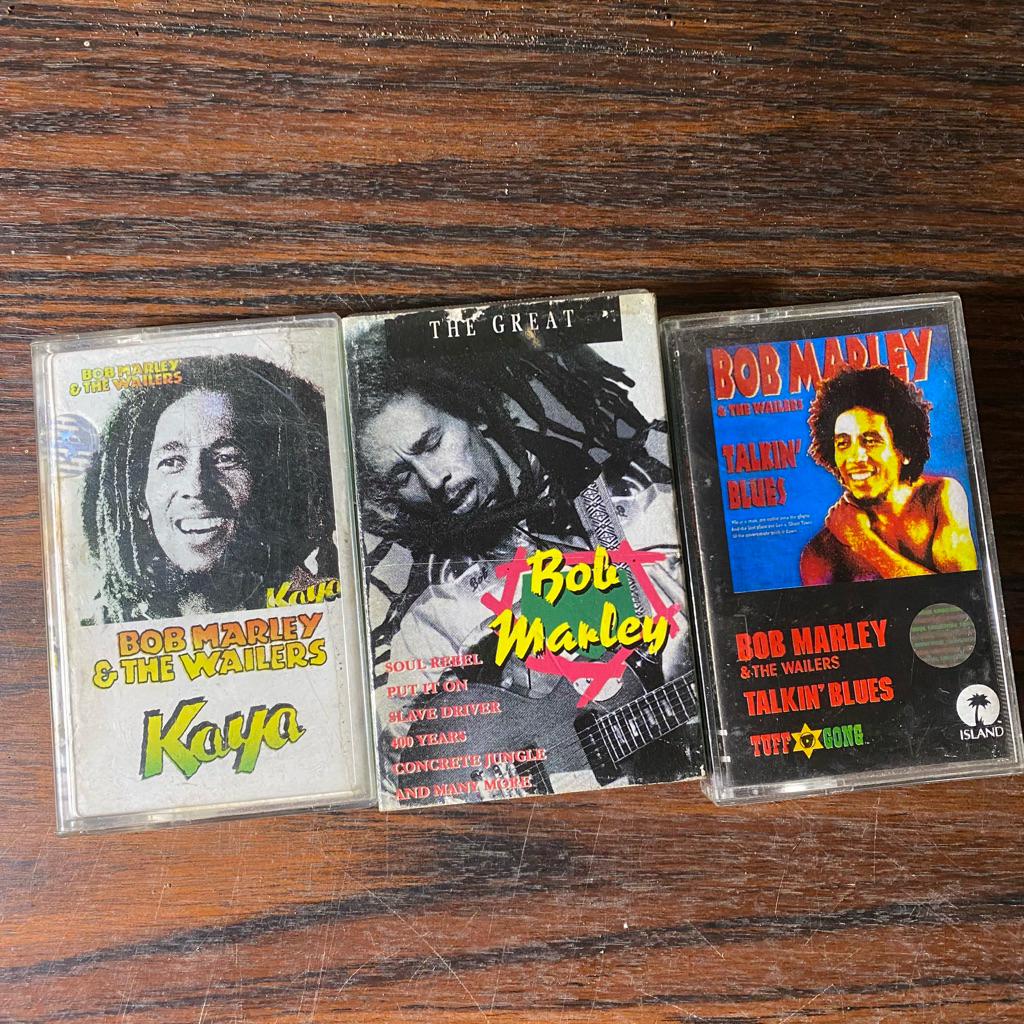 BOB MARLEY
& THE WAILERS
Kaya
BOB MARLEY
& THE WAILERS
Kaya
THE GREAT
Bob
Marley
SOUL REBEL
PUT IT ON
SLAVE DRIVER
400 YEARS
CONCRETE JUNGLE
AND MANY MORE
BOB MARLEY
& THE WAILERS
TALKIN'
BLUES
BOB MARLEY
& THE WAILERS
TALKIN' BLUES
TUFF GONG
ISLAND